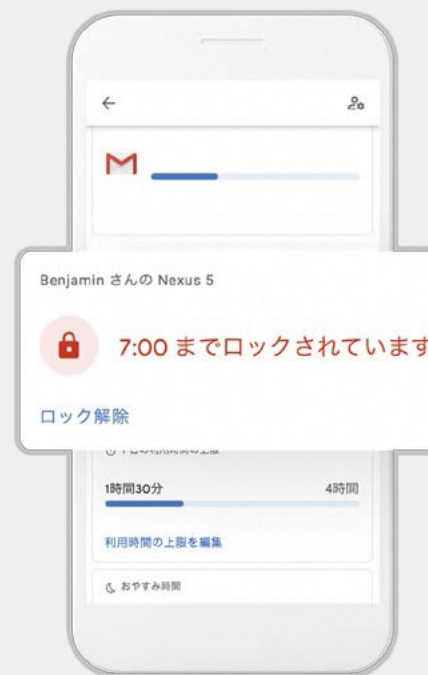 Benjamin さんの Nexus 5
7:00 までロックされています
ロック解除
1時間30分
4時間
利用時間の上限を編集
おやすみ時間